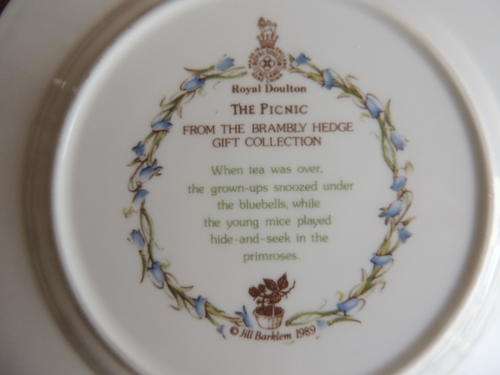 Royal Doulton
THE PICNIC
FROM THE BRAMBLY HEDGE
GIFT COLLECTION
When tea was over,
the grown-ups snoozed under
the bluebells, while
the young mice played
hide-and-seek in the
primroses.
© Jill Barklem 1989